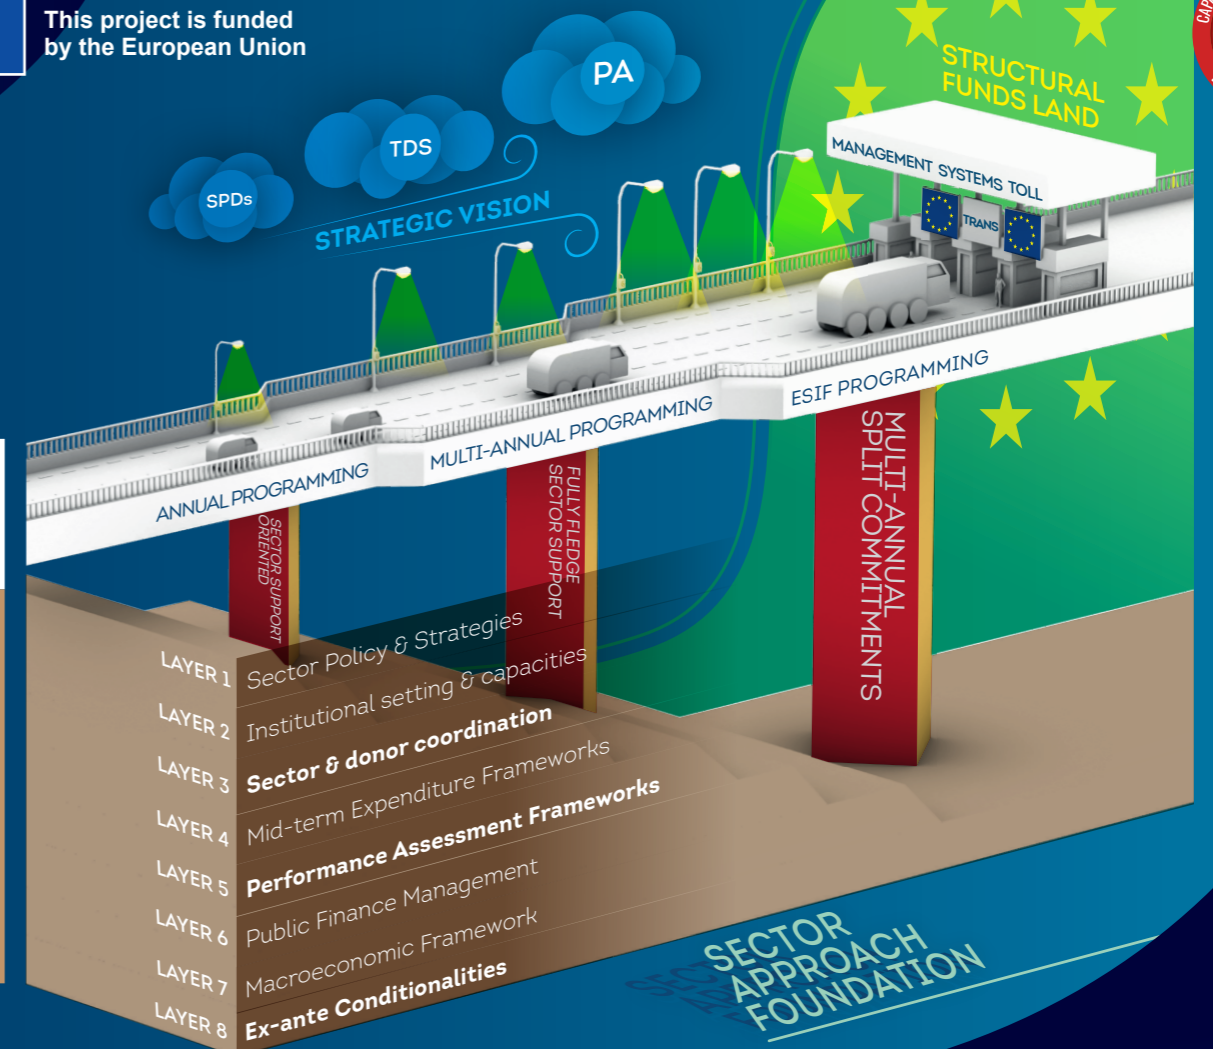 This project is funded
by the European Union
PA
TDS
SPDs
STRATEGIC VISION
STRUCTURAL
FUNDS LAND
MANAGEMENT SYSTEMS TOLL
TRANS
ANNUAL PROGRAMMING
MULTI-ANNUAL PROGRAMMING
ESIF PROGRAMMING
SECTOR SUPPORT
ORIENTED
FULLY FLEDGE
SECTOR SUPPORT
MULTI-ANNUAL
SPLIT COMMITMENTS
LAYER 1 Sector Policy & Strategies
LAYER 2 Institutional setting & capacities
LAYER 3 Sector & donor coordination
LAYER 4 Mid-term Expenditure Frameworks
LAYER 5 Performance Assessment Frameworks
LAYER 6 Public Finance Management
LAYER 7 Macroeconomic Framework
LAYER 8 Ex-ante Conditionalities
SECTOR
APPROACH
FOUNDATION